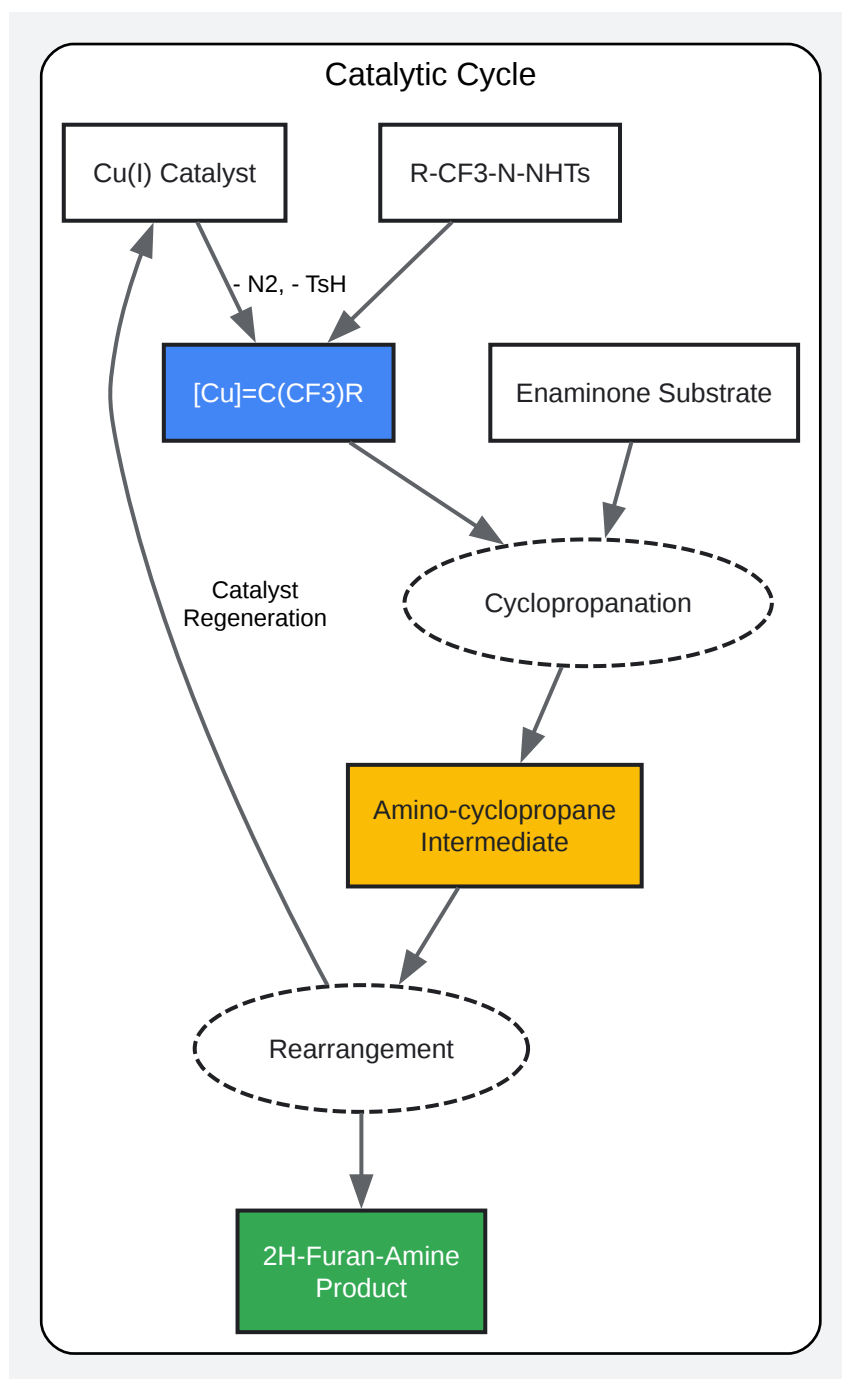 Catalytic Cycle
Cu(I) Catalyst
R-CF3-N-NHTs
- N2, - TsH
[Cu]=C(CF3)R
Enaminone Substrate
Catalyst
Regeneration
Cyclopropanation
Amino-cyclopropane
Intermediate
Rearrangement
2H-Furan-Amine
Product